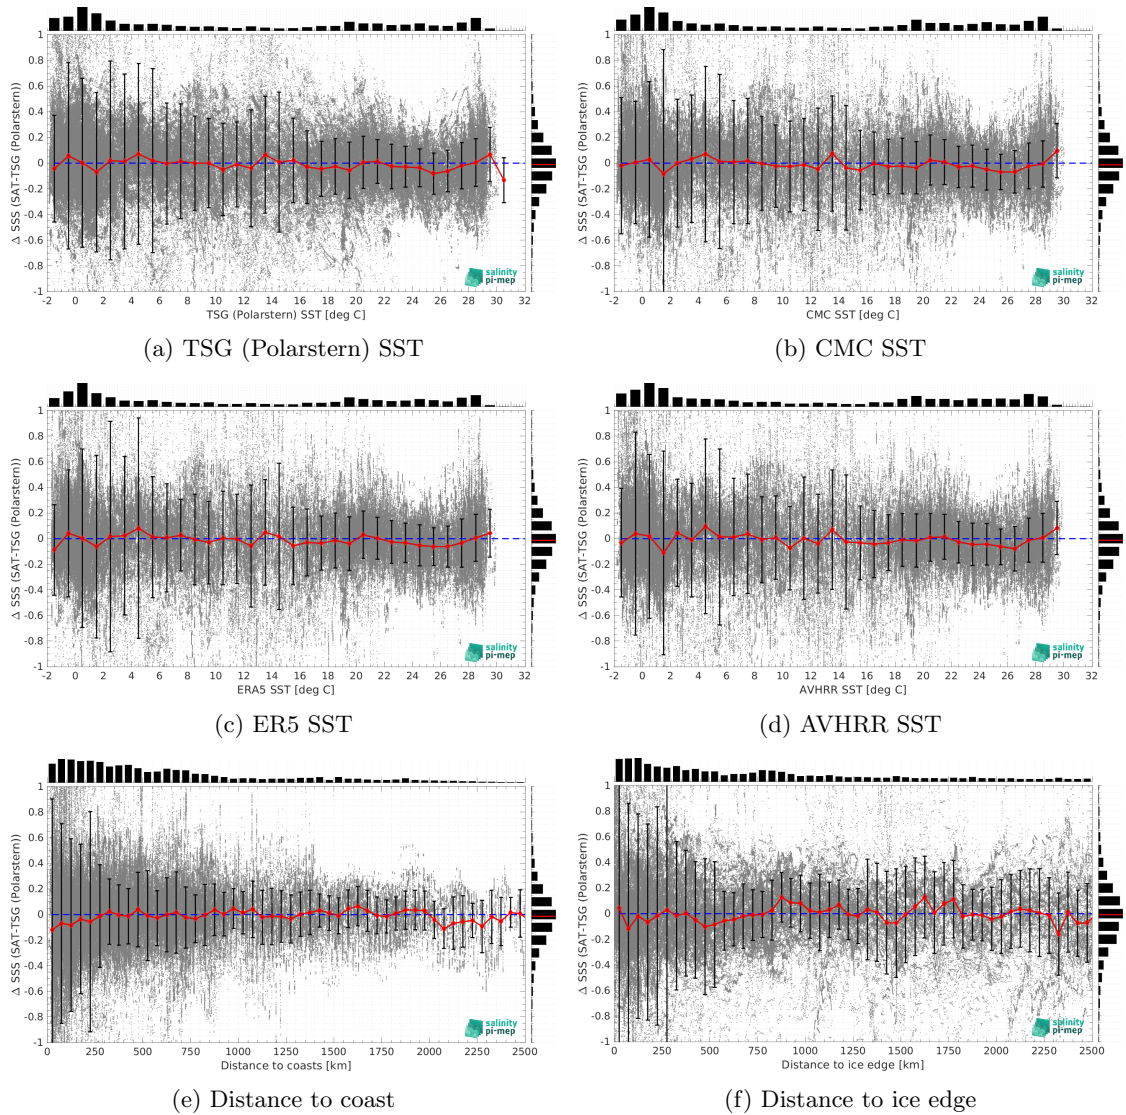 1
0.8
0.6
0.4
0.2
0
-0.2
-0.4
-0.6
-0.8
-1
Δ SSS (SAT-TSG (Polarstern))
salinity
pi-mep
-2 0 2 4 6 8 10 12 14 16 18 20 22 24 26 28 30 32
TSG (Polarstern) SST [deg C]
(a) TSG (Polarstern) SST
1
0.8
0.6
0.4
0.2
0
-0.2
-0.4
-0.6
-0.8
-1
Δ SSS (SAT-TSG (Polarstern))
salinity
pi-mep
-2 0 2 4 6 8 10 12 14 16 18 20 22 24 26 28 30 32
CMC SST [deg C]
(b) CMC SST
1
0.8
0.6
0.4
0.2
0
-0.2
-0.4
-0.6
-0.8
-1
Δ SSS (SAT-TSG (Polarstern))
salinity
pi-mep
-2 0 2 4 6 8 10 12 14 16 18 20 22 24 26 28 30 32
ERA5 SST [deg C]
(c) ER5 SST
1
0.8
0.6
0.4
0.2
0
-0.2
-0.4
-0.6
-0.8
-1
Δ SSS (SAT-TSG (Polarstern))
salinity
pi-mep
-2 0 2 4 6 8 10 12 14 16 18 20 22 24 26 28 30 32
AVHRR SST [deg C]
(d) AVHRR SST
1
0.8
0.6
0.4
0.2
0
-0.2
-0.4
-0.6
-0.8
-1
Δ SSS (SAT-TSG (Polarstern))
salinity
pi-mep
0 250 500 750 1000 1250 1500 1750 2000 2250 2500
Distance to coasts [km]
(e) Distance to coast
1
0.8
0.6
0.4
0.2
0
-0.2
-0.4
-0.6
-0.8
-1
Δ SSS (SAT-TSG (Polarstern))
salinity
pi-mep
0 250 500 750 1000 1250 1500 1750 2000 2250 2500
Distance to ice edge [km]
(f) Distance to ice edge